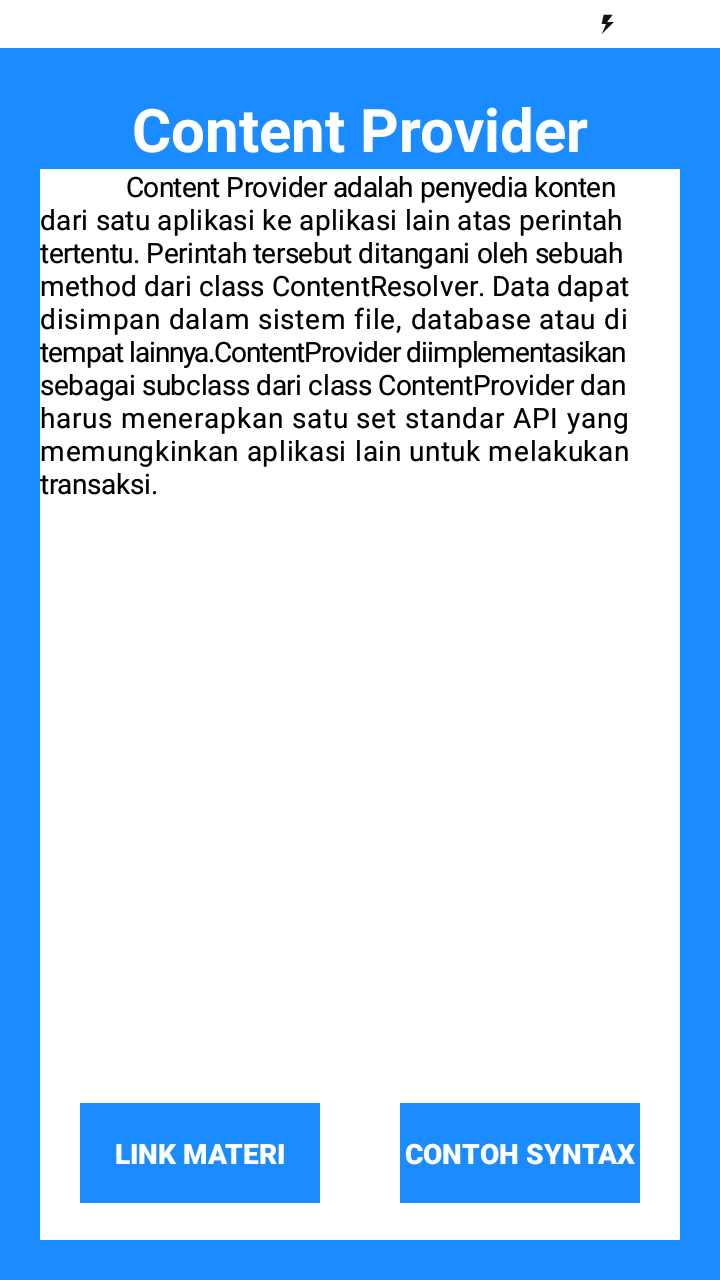 Content Provider
Content Provider adalah penyedia konten
dari satu aplikasi ke aplikasi lain atas perintah
tertentu. Perintah tersebut ditangani oleh sebuah
method dari class ContentResolver. Data dapat
disimpan dalam sistem file, database atau di
tempat lainnya.ContentProvider diimplementasikan
sebagai subclass dari class ContentProvider dan
harus menerapkan satu set standar API yang
memungkinkan aplikasi lain untuk melakukan
transaksi.
LINK MATERI
CONTOH SYNTAX